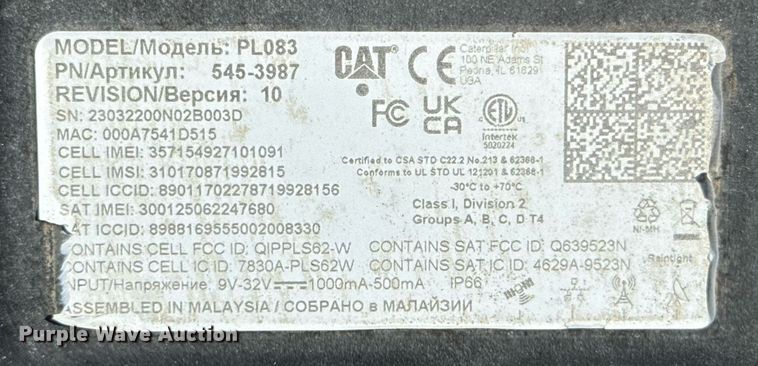 MODEL/Модель: PL083
PN/Артикул: 545-3987
REVISION/Версия: 10
SN: 23032200N02B003D
MAC: 000A7541D515
CELL IMEI: 357154927101091
CELL IMSI: 310170871992815
CELL ICCID: 89011702278719928156
SAT IMEI: 300125062247680
SAT ICCID: 8988169555002008330
CONTAINS CELL FCC ID: QIPPLS62-W CONTAINS SAT FCC ID: Q639523N
CONTAINS CELL IC ID: 7830A-PLS62W CONTAINS SAT IC ID: 4629A-9523N
INPUT/Напряжение: 9V-32V 1000mA-500mA IP66
ASSEMBLED IN MALAYSIA / СОБРАНО В МАЛАЙЗИИ
CAT CE
Caterpillar Inc.
100 NE Adams St
Peoria, IL 61629
USA
FC UK CA ETL
Intertek
5020224
Certified to CSA STD C22.2 No.213 & 62368-1
Conforms to UL STD UL 121201 & 62368-1
-30°C to +70°C
Class I, Division 2
Groups A, B, C, D T4
NI-MH
Raintight
Purple Wave Auction